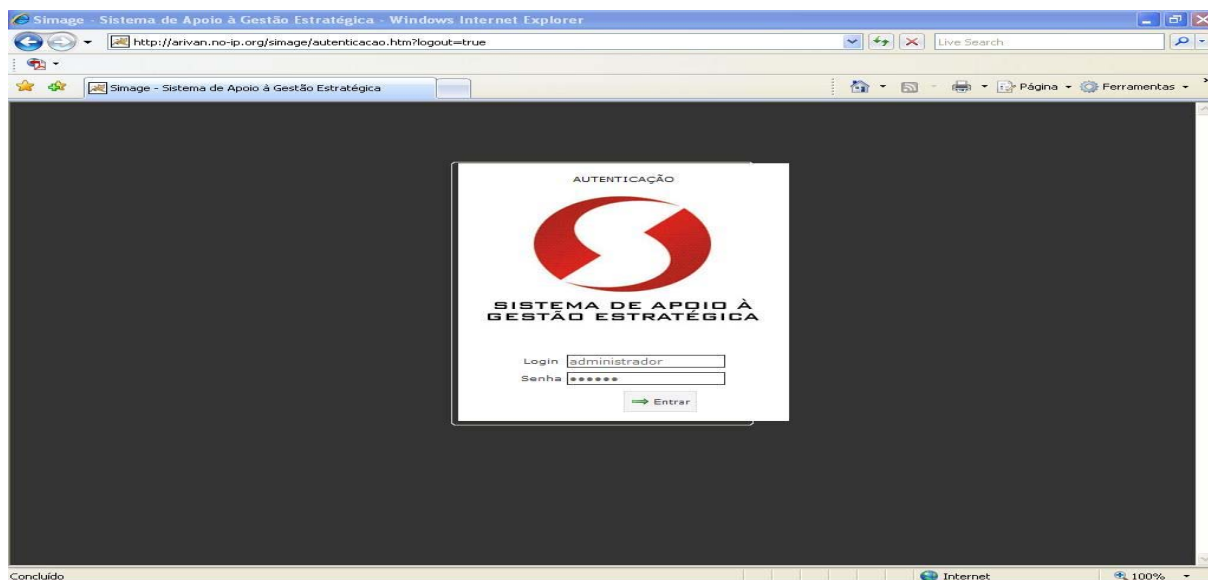 Simage - Sistema de Apoio à Gestão Estratégica - Windows Internet Explorer
http://arivan.no-ip.org/simage/autenticacao.htm?logout=true
Live Search
Simage - Sistema de Apoio à Gestão Estratégica
Página
Ferramentas
AUTENTICAÇÃO
SISTEMA DE APOIO À
GESTÃO ESTRATÉGICA
Login administrador
Senha ••••••
Entrar
Concluído
Internet
100%